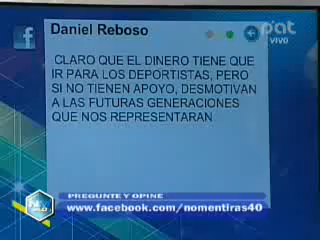 Daniel Reboso
pat
VIVO
CLARO QUE EL DINERO TIENE QUE
IR PARA LOS DEPORTISTAS, PERO
SI NO TIENEN APOYO, DESMOTIVAN
A LAS FUTURAS GENERACIONES
QUE NOS REPRESENTARAN
PREGUNTE Y OPINE
www.facebook.com/nomentiras40